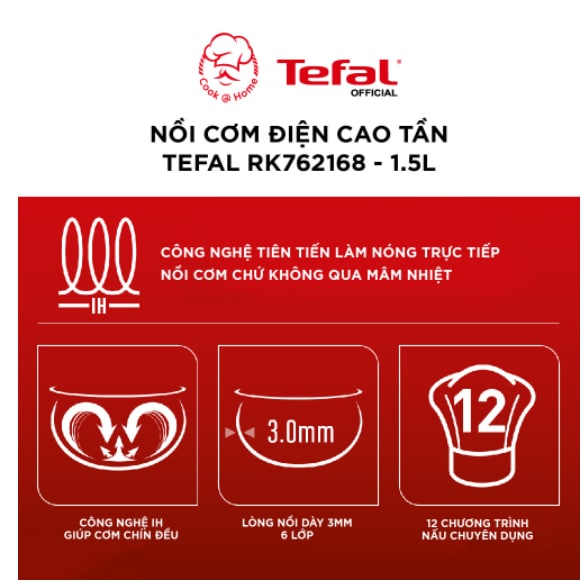 Cook @ Home
Tefal®
OFFICIAL
NỒI CƠM ĐIỆN CAO TẦN
TEFAL RK762168 - 1.5L
CÔNG NGHỆ TIÊN TIẾN LÀM NÓNG TRỰC TIẾP
NỒI CƠM CHỨ KHÔNG QUA MÂM NHIỆT
IH
3.0mm
12
CÔNG NGHỆ IH
GIÚP CƠM CHÍN ĐỀU
LÒNG NỒI DÀY 3MM
6 LỚP
12 CHƯƠNG TRÌNH
NẤU CHUYÊN DỤNG